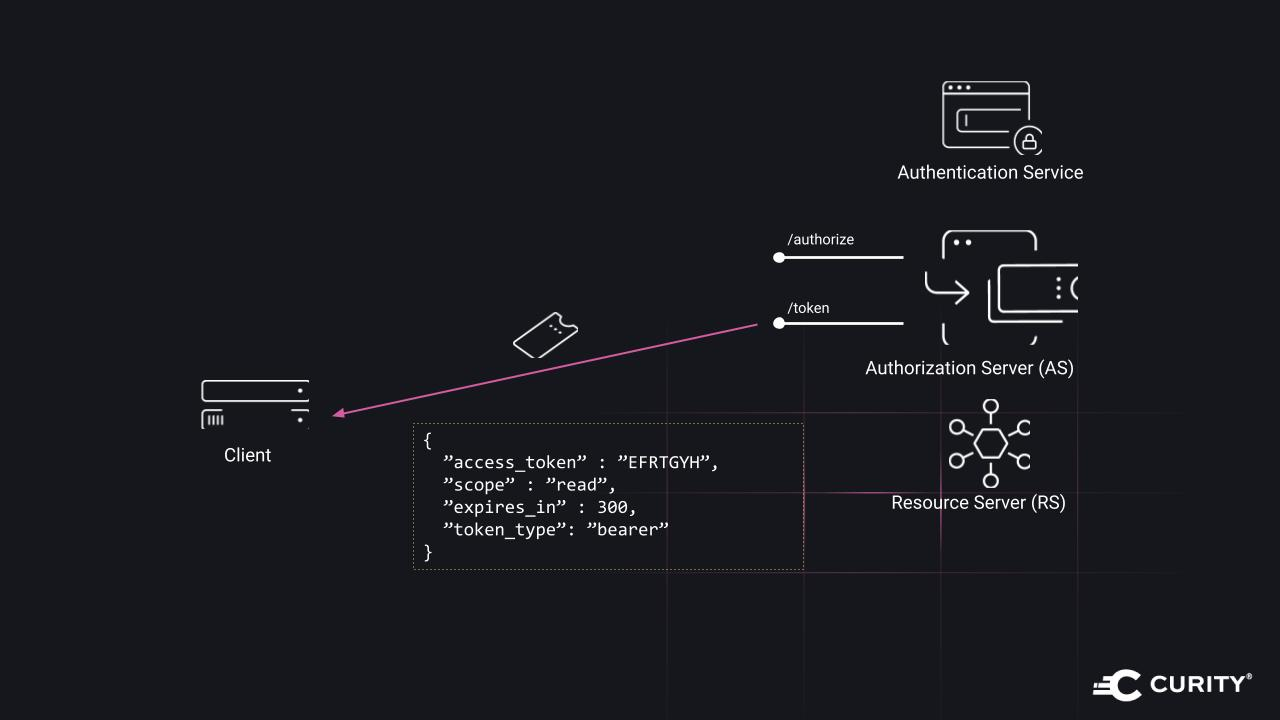 Authentication Service
/authorize
/token
Authorization Server (AS)
Client
{
”access_token” : ”EFRTGYH”,
”scope” : ”read”,
”expires_in” : 300,
”token_type”: ”bearer”
}
Resource Server (RS)
CURITY®